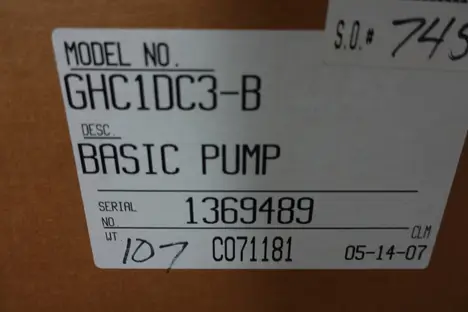 S.O.# 745
MODEL NO.
GHC1DC3-B
DESC.
BASIC PUMP
SERIAL NO. 1369489
WT 107 C071181 CLM 05-14-07